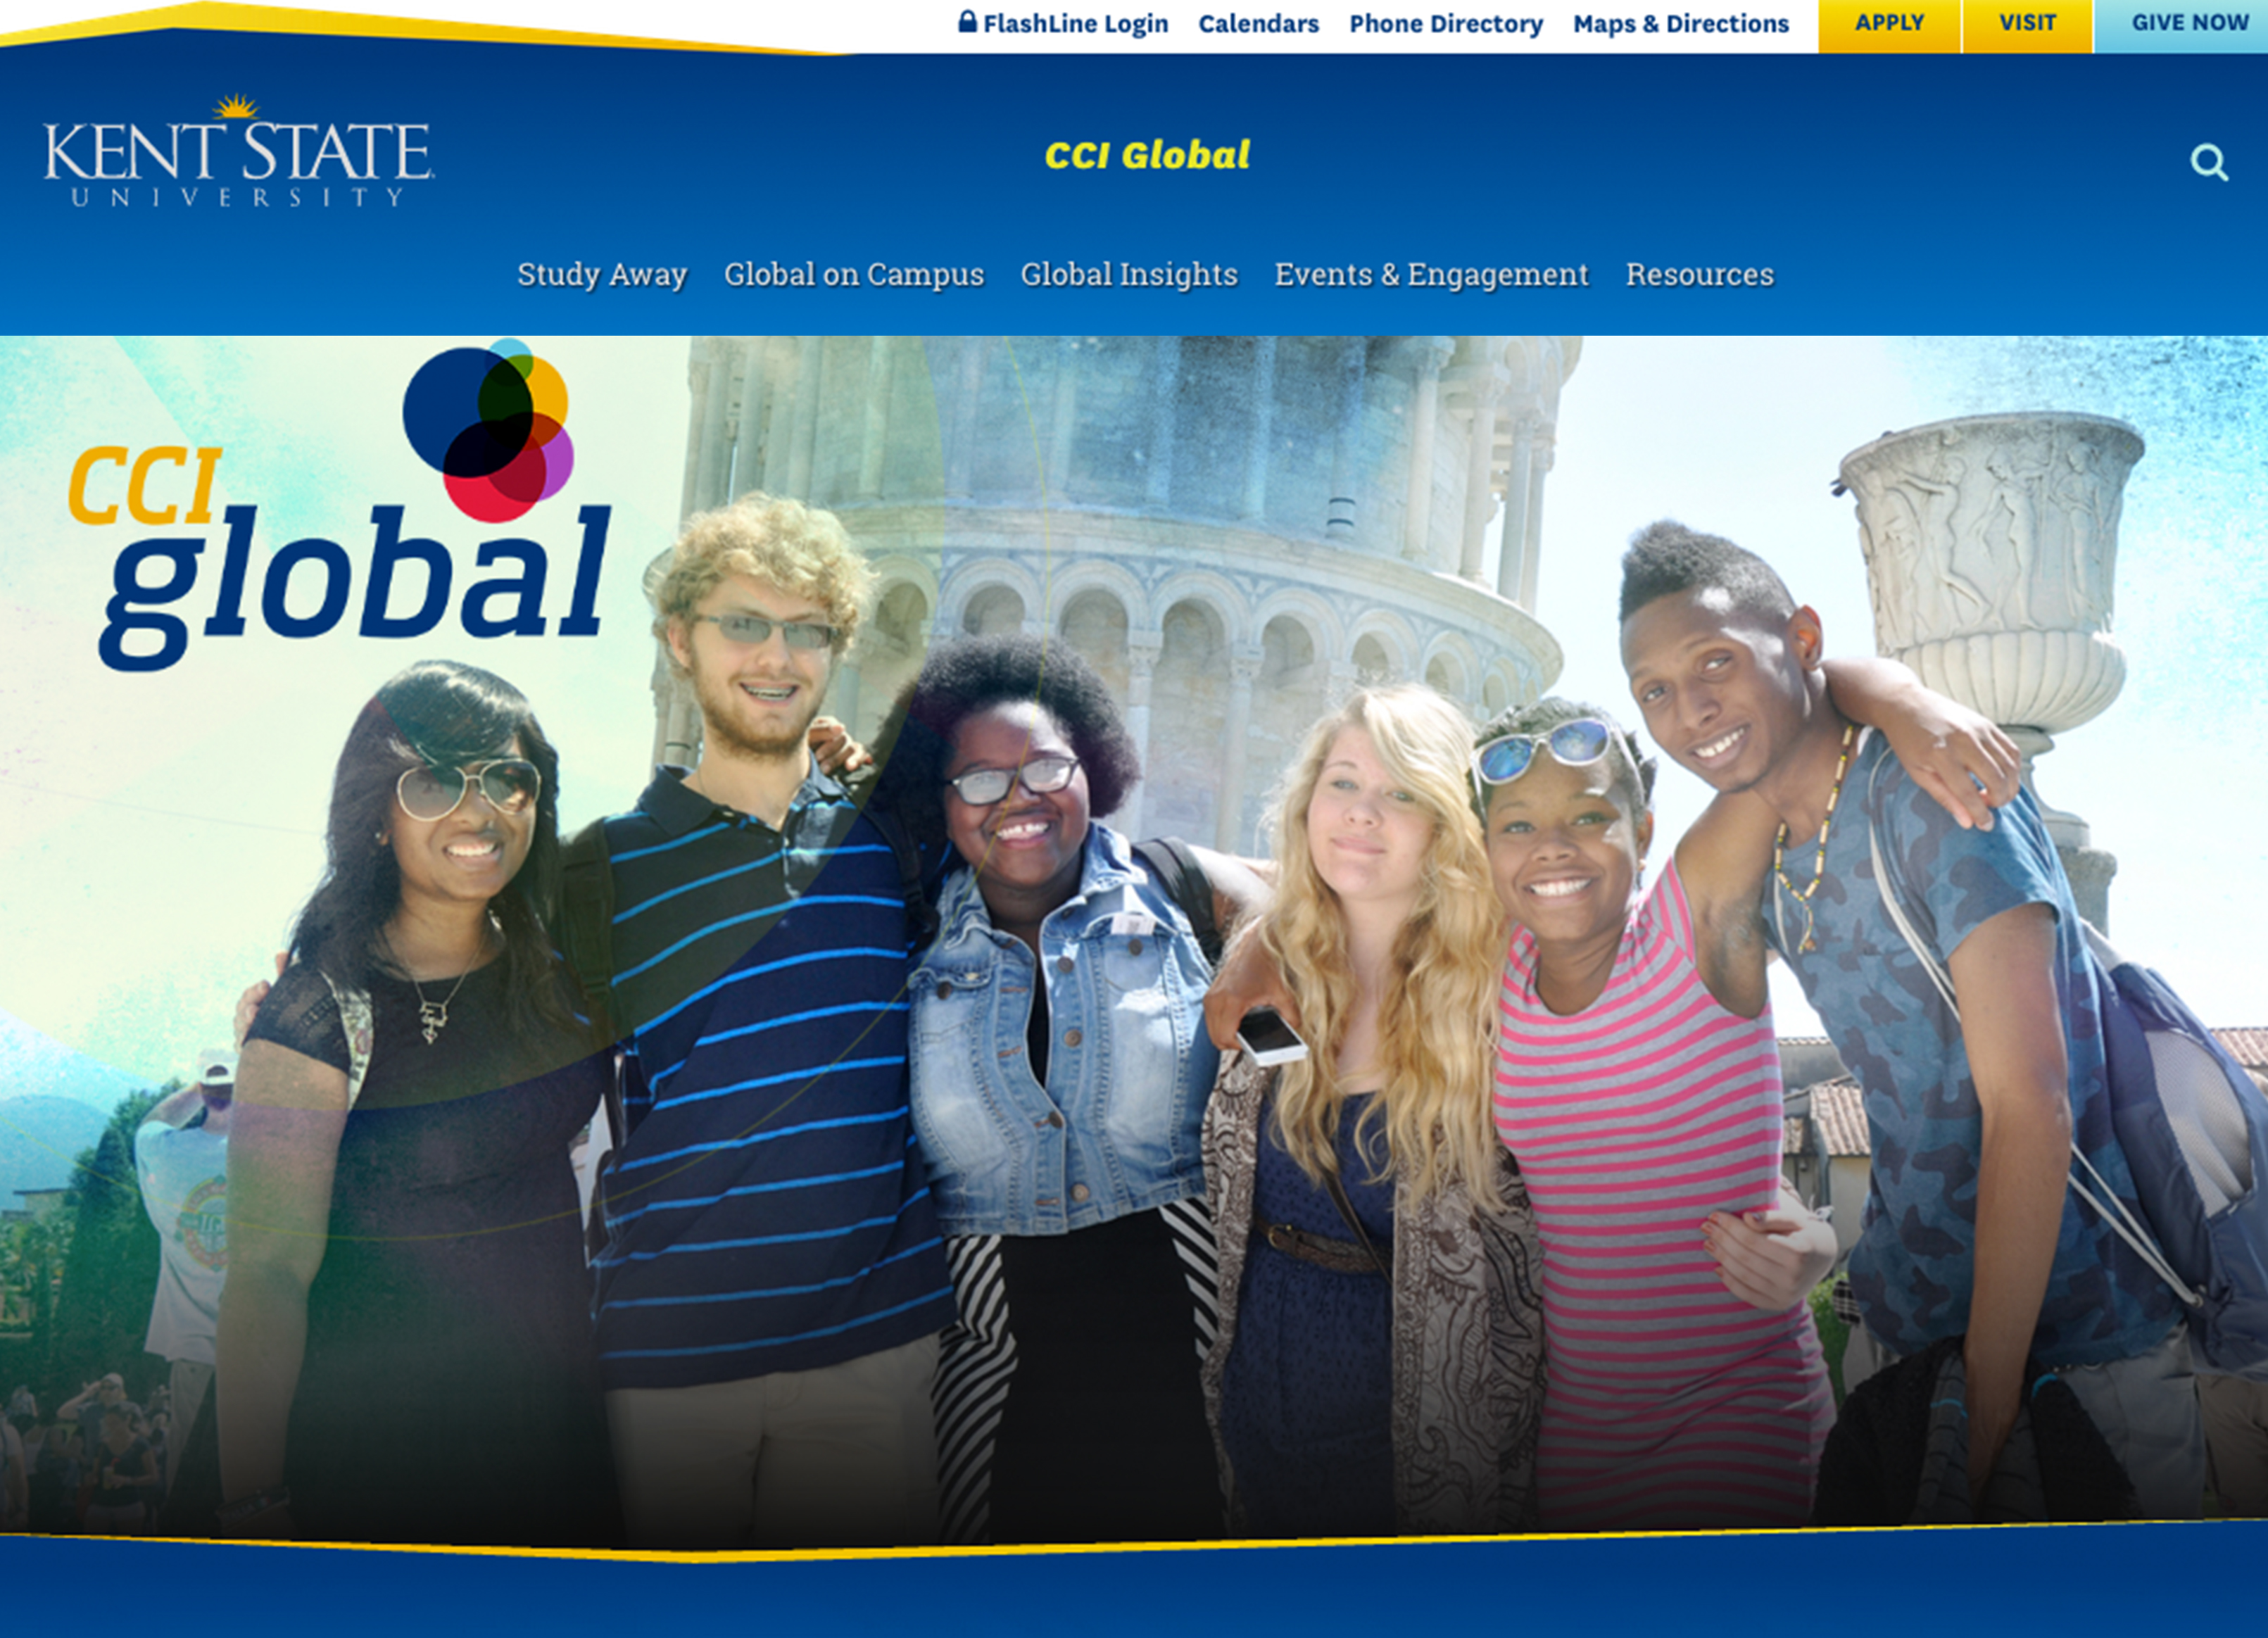 FlashLine Login Calendars Phone Directory Maps & Directions APPLY VISIT GIVE NOW
KENT STATE
UNIVERSITY
CCI Global
Study Away Global on Campus Global Insights Events & Engagement Resources
CCI
global